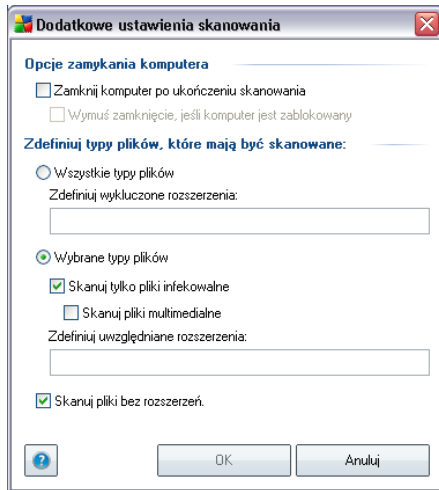 Dodatkowe ustawienia skanowania
Opcje zamykania komputera
Zamknij komputer po ukończeniu skanowania
Wymuś zamknięcie, jeśli komputer jest zablokowany
Zdefiniuj typy plików, które mają być skanowane:
Wszystkie typy plików
Zdefiniuj wykluczone rozszerzenia:
Wybrane typy plików
Skanuj tylko pliki infekowalne
Skanuj pliki multimedialne
Zdefiniuj uwzględniane rozszerzenia:
Skanuj pliki bez rozszerzeń.
? OK Anuluj